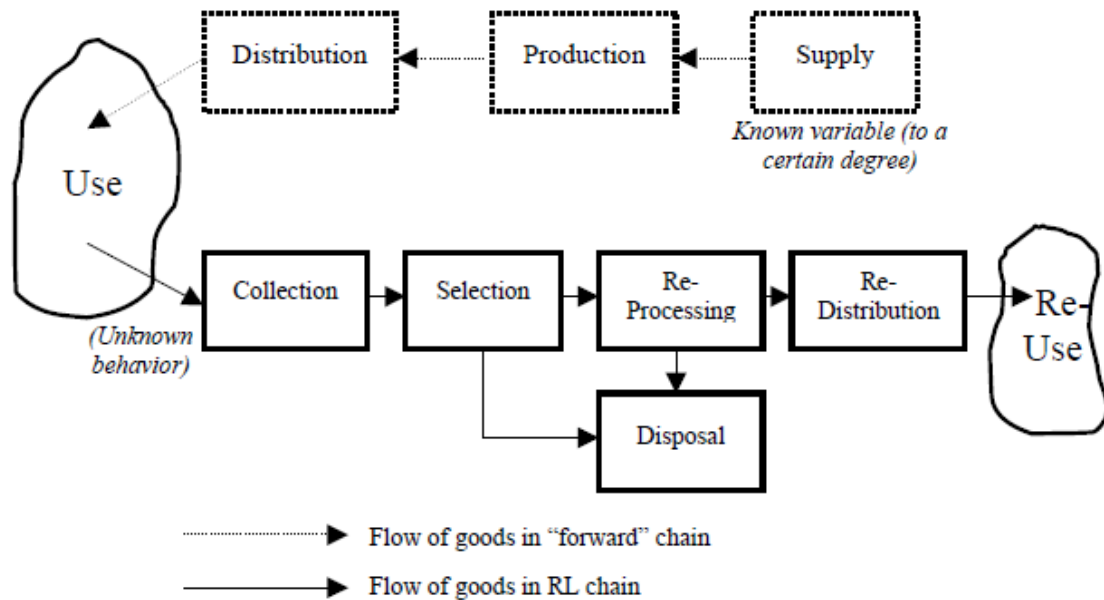 Distribution
Production
Supply
Known variable (to a
certain degree)
Use
(Unknown
behavior)
Collection
Selection
Re-
Processing
Re-
Distribution
Re-
Use
Disposal
Flow of goods in “forward” chain
Flow of goods in RL chain